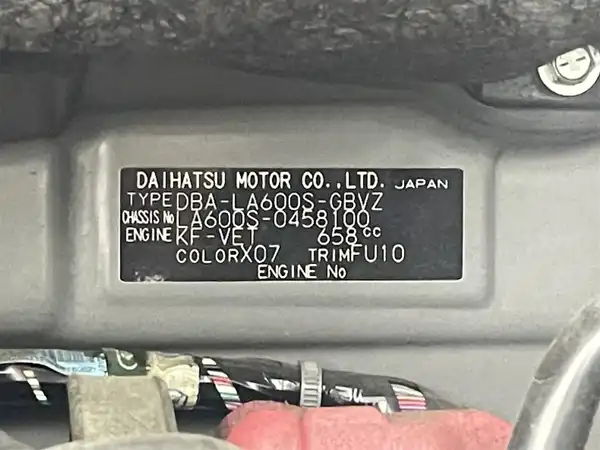 DAIHATSU MOTOR CO.,LTD. JAPAN
TYPE DBA-LA600S-GBVZ
CHASSIS No LA600S-0458100
ENGINE KF-VET 658cc
COLOR X07 TRIM FU10
ENGINE No